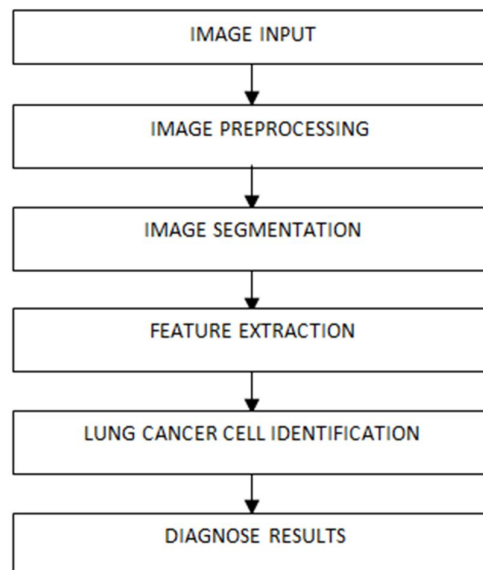 IMAGE INPUT
IMAGE PREPROCESSING
IMAGE SEGMENTATION
FEATURE EXTRACTION
LUNG CANCER CELL IDENTIFICATION
DIAGNOSE RESULTS